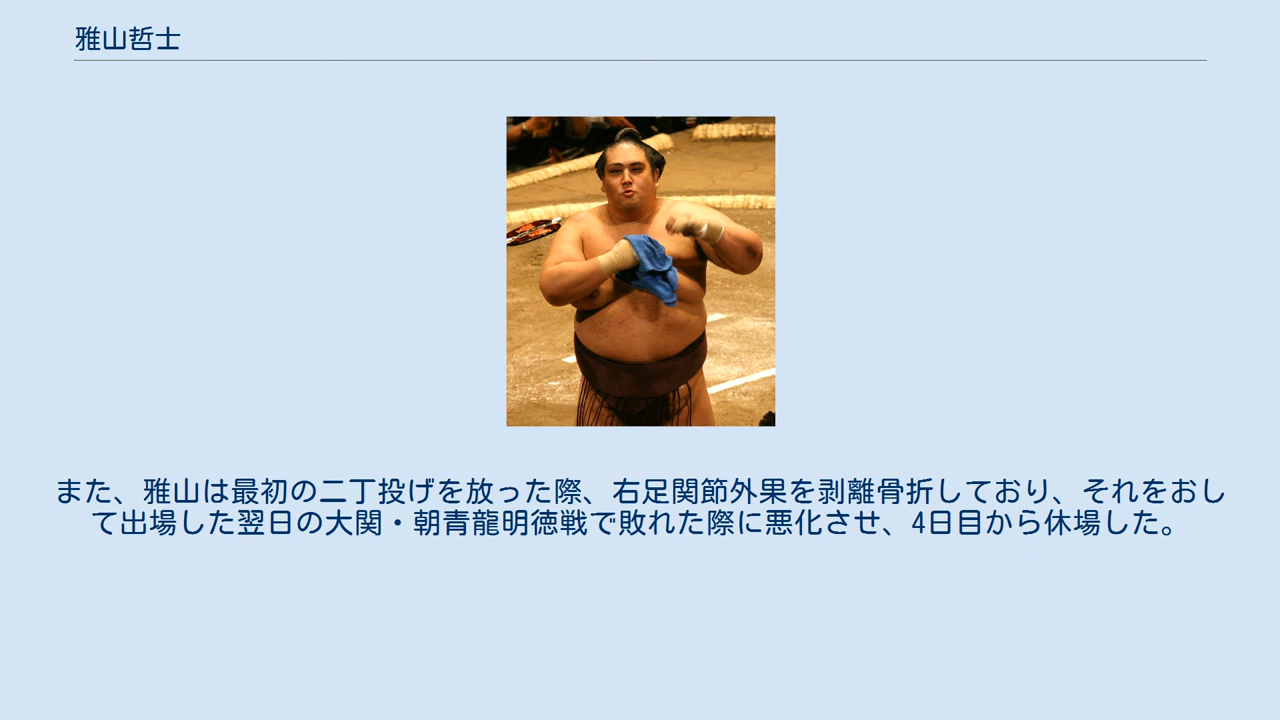 雅山哲士
また、雅山は最初の二丁投げを放った際、右足関節外果を剥離骨折しており、それをおし
て出場した翌日の大関・朝青龍明徳戦で敗れた際に悪化させ、4日目から休場した。